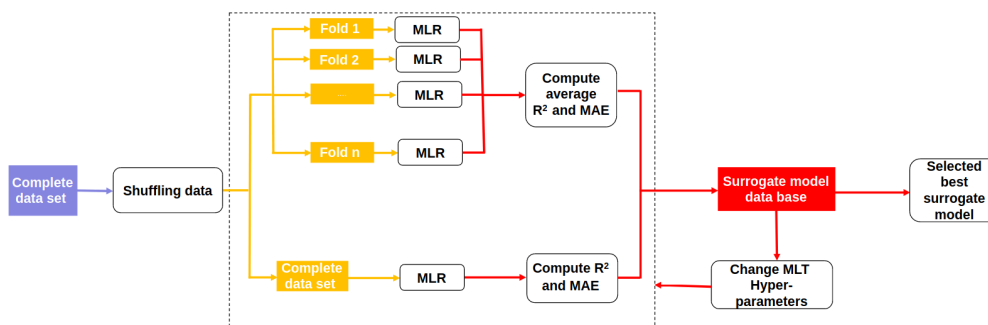 Fold 1
MLR
Fold 2
MLR
...
MLR
Fold n
MLR
Compute
average
R² and MAE
Complete
data set
Shuffling data
Surrogate model
data base
Selected
best
surrogate
model
Complete
data set
MLR
Compute R²
and MAE
Change MLT
Hyper-
parameters